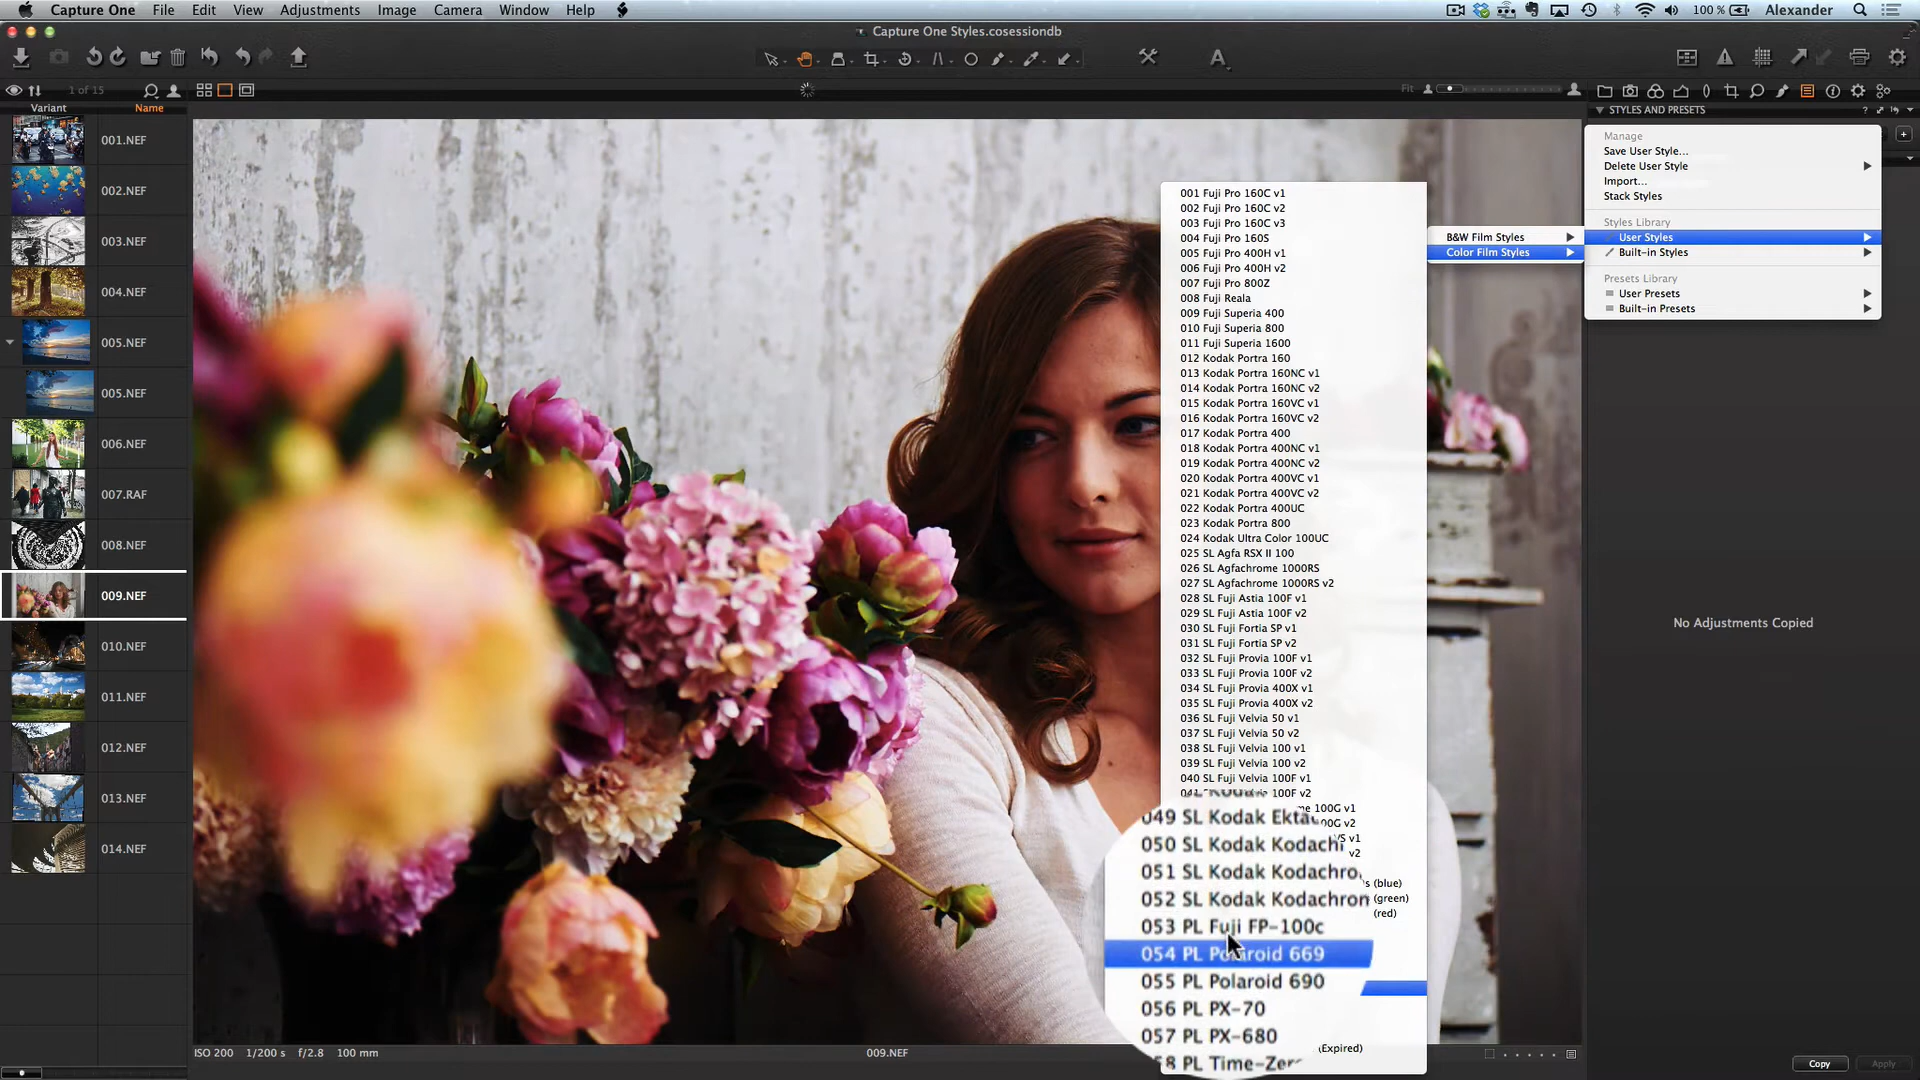 Capture One File Edit View Adjustments Image Camera Window Help 100 % Alexander
Capture One Styles.cosessiondb
1 of 15
Fit
Variant Name
001.NEF
002.NEF
003.NEF
004.NEF
005.NEF
005.NEF
006.NEF
007.RAF
008.NEF
009.NEF
010.NEF
011.NEF
012.NEF
013.NEF
014.NEF
ISO 200 1/200 s f/2.8 100 mm
009.NEF
001 Fuji Pro 160C v1
002 Fuji Pro 160C v2
003 Fuji Pro 160C v3
004 Fuji Pro 160S
005 Fuji Pro 400H v1
006 Fuji Pro 400H v2
007 Fuji Pro 800Z
008 Fuji Reala
009 Fuji Superia 400
010 Fuji Superia 800
011 Fuji Superia 1600
012 Kodak Portra 160
013 Kodak Portra 160NC v1
014 Kodak Portra 160NC v2
015 Kodak Portra 160VC v1
016 Kodak Portra 160VC v2
017 Kodak Portra 400
018 Kodak Portra 400NC v1
019 Kodak Portra 400NC v2
020 Kodak Portra 400VC v1
021 Kodak Portra 400VC v2
022 Kodak Portra 400UC
023 Kodak Portra 800
024 Kodak Ultra Color 100UC
025 SL Agfa RSX II 100
026 SL Agfachrome 1000RS
027 SL Agfachrome 1000RS v2
028 SL Fuji Astia 100F v1
029 SL Fuji Astia 100F v2
030 SL Fuji Fortia SP v1
031 SL Fuji Fortia SP v2
032 SL Fuji Provia 100F v1
033 SL Fuji Provia 100F v2
034 SL Fuji Provia 400X v1
035 SL Fuji Provia 400X v2
036 SL Fuji Velvia 50 v1
037 SL Fuji Velvia 50 v2
038 SL Fuji Velvia 100 v1
039 SL Fuji Velvia 100 v2
040 SL Fuji Velvia 100F v1
100F v2
me 100G v1
00G v2
VS v1
v2
(blue)
(green)
(red)
049 SL Kodak Ekta
050 SL Kodak Kodach
051 SL Kodak Kodachro
052 SL Kodak Kodachron
053 PL Fuji FP-100c
054 PL Polaroid 669
055 PL Polaroid 690
056 PL PX-70
057 PL PX-680
(Expired)
8 PL Time-Zer
B&W Film Styles
Color Film Styles
STYLES AND PRESETS
Manage
Save User Style...
Delete User Style
Import...
Stack Styles
Styles Library
User Styles
Built-in Styles
Presets Library
User Presets
Built-in Presets
No Adjustments Copied
Copy Apply